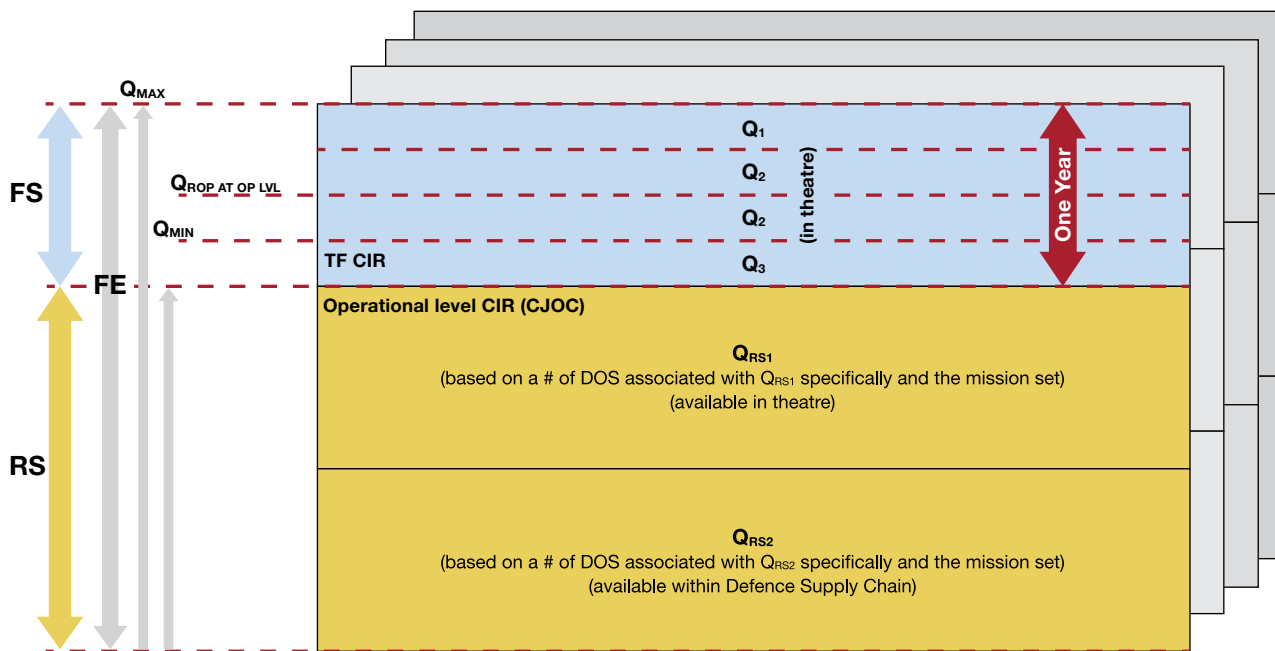 QMAX
Q1
(in theatre)
One Year
Q2
FS
QROP AT OP LVL
Q2
QMIN
TF CIR
Q3
FE
Operational level CIR (CJOC)
QRS1
(based on a # of DOS associated with QRS1 specifically and the mission set)
(available in theatre)
RS
QRS2
(based on a # of DOS associated with QRS2 specifically and the mission set)
(available within Defence Supply Chain)